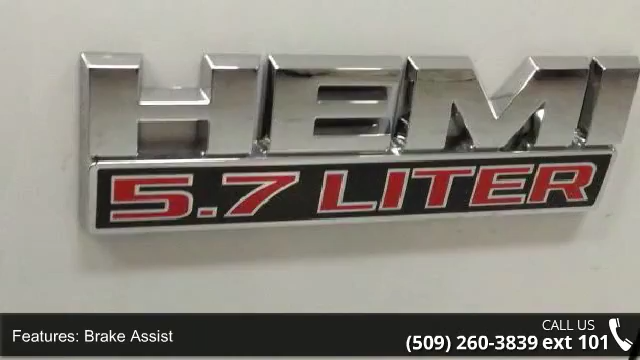 HEMI
5.7 LITER
Features: Brake Assist
CALL US
(509) 260-3839 ext 101